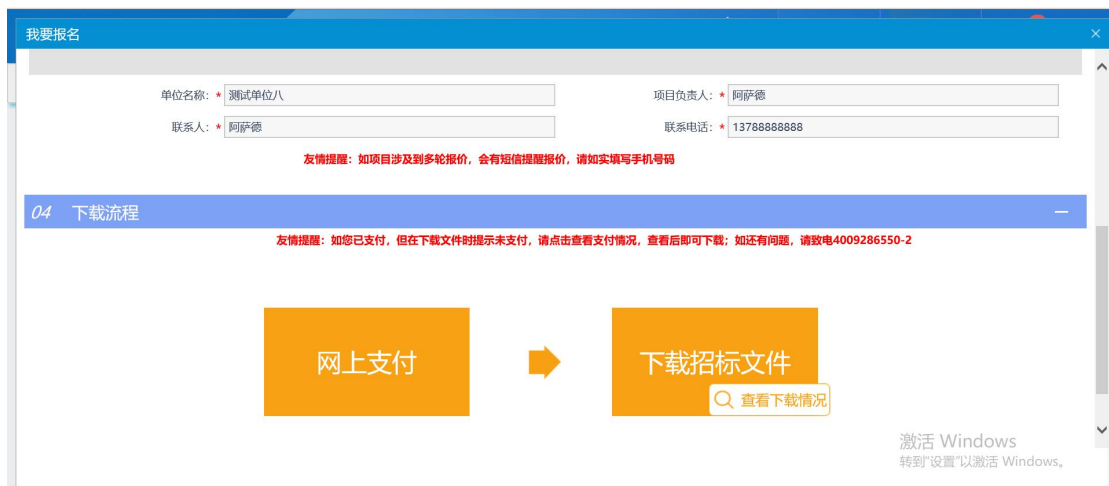 我要报名
单位名称：* 测试单位八 项目负责人：* 阿萨德
联系人：* 阿萨德 联系电话：* 13788888888
友情提醒：如项目涉及到多轮报价，会有短信提醒报价，请如实填写手机号码
04 下载流程
友情提醒：如您已支付，但在下载文件时提示未支付，请点击查看支付情况，查看后即可下载；如还有问题，请致电4009286550-2
网上支付 下载招标文件
查看下载情况
激活 Windows
转到"设置"以激活 Windows。